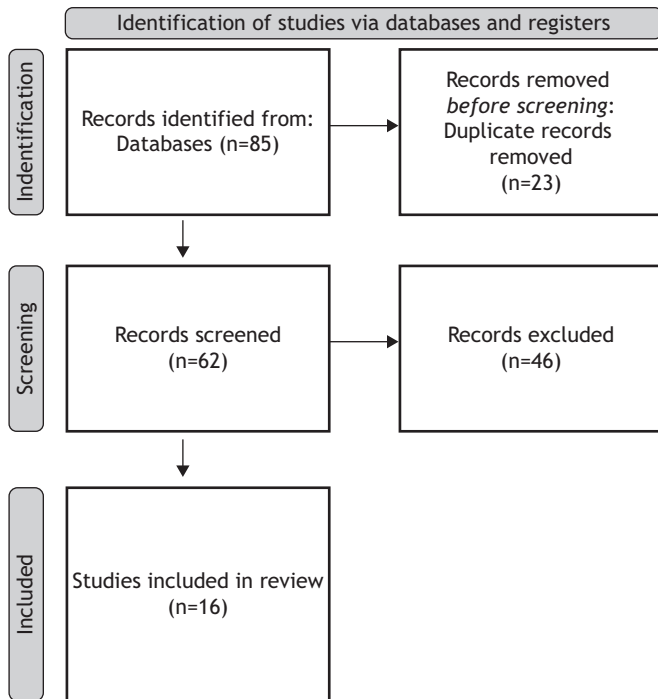 Identification of studies via databases and registers
Indentification
Records identified from:
Databases (n=85)
Records removed
before screening:
Duplicate records
removed
(n=23)
Screening
Records screened
(n=62)
Records excluded
(n=46)
Included
Studies included in review
(n=16)